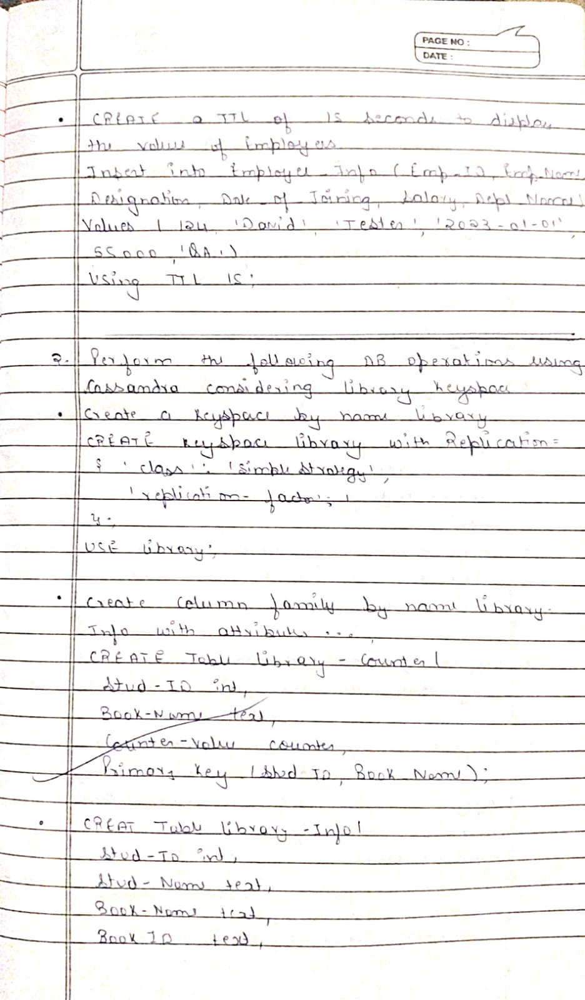 PAGE NO :
DATE :
• CREATE a TTL of 15 seconds to display
the values of Employees
Insert into Employee_Info (Emp_ID, Emp_Name,
Designation, Date_of_Joining, Salary, Dept_Name)
Values ( 124, 'David', 'Tester', '2023-01-01',
55000, 'QA')
Using TTL 15;
2. Perform the following DB operations using
Cassandra considering library keyspace
• Create a keyspace by name library
CREATE keyspace library with Replication =
{ 'class': 'Simple Strategy',
'replication-factor': 1
};
USE library;
• Create column family by name library-
Info with attributes ...,
CREATE Table library-Counter(
Stud-ID int,
Book-Name text,
Counter-value counter,
Primary Key (Stud ID, Book Name);
• CREAT Table library-Info(
Stud-ID int,
Stud-Name text,
Book-Name text,
Book ID text,